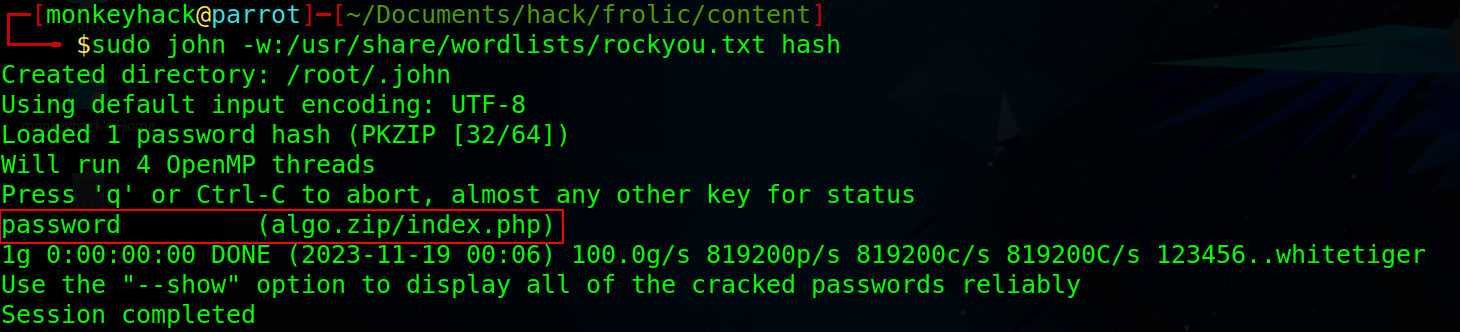 ┌─[monkeyhack@parrot]─[~/Documents/hack/frolic/content]
└──╼ $sudo john -w:/usr/share/wordlists/rockyou.txt hash
Created directory: /root/.john
Using default input encoding: UTF-8
Loaded 1 password hash (PKZIP [32/64])
Will run 4 OpenMP threads
Press 'q' or Ctrl-C to abort, almost any other key for status
password         (algo.zip/index.php)
1g 0:00:00:00 DONE (2023-11-19 00:06) 100.0g/s 819200p/s 819200c/s 819200C/s 123456..whitetiger
Use the "--show" option to display all of the cracked passwords reliably
Session completed